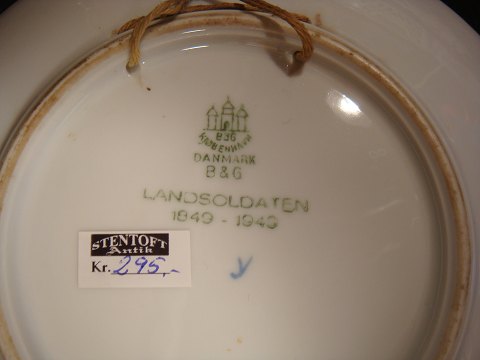 B&G
KJØBENHAVN
DANMARK
B&G
LANDSOLDATEN
1849 - 1949
STENTOFT
Antik
Kr. 295,-
y